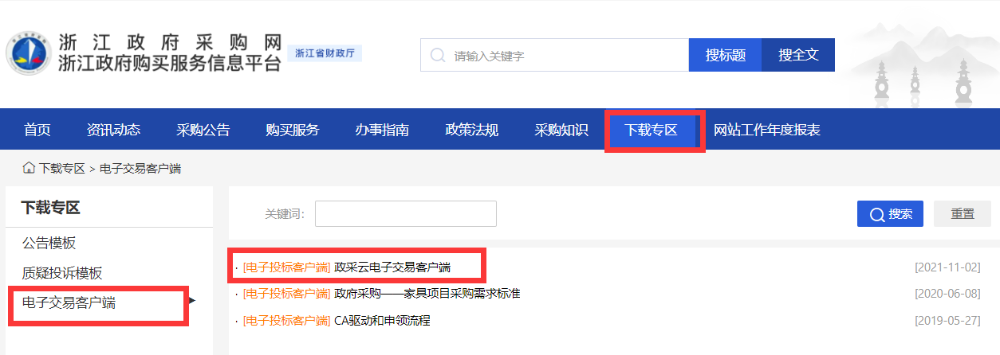 浙江政府采购网
浙江政府购买服务信息平台
浙江省财政厅
请输入关键字
搜标题
搜全文
首页 资讯动态 采购公告 购买服务 办事指南 政策法规 采购知识 下载专区 网站工作年度报表
下载专区 > 电子交易客户端
下载专区
公告模板
质疑投诉模板
电子交易客户端
关键词:
搜索
重置
· [电子投标客户端] 政采云电子交易客户端 [2021-11-02]
· [电子投标客户端] 政府采购——家具项目采购需求标准 [2020-06-08]
· [电子投标客户端] CA驱动和申领流程 [2019-05-27]